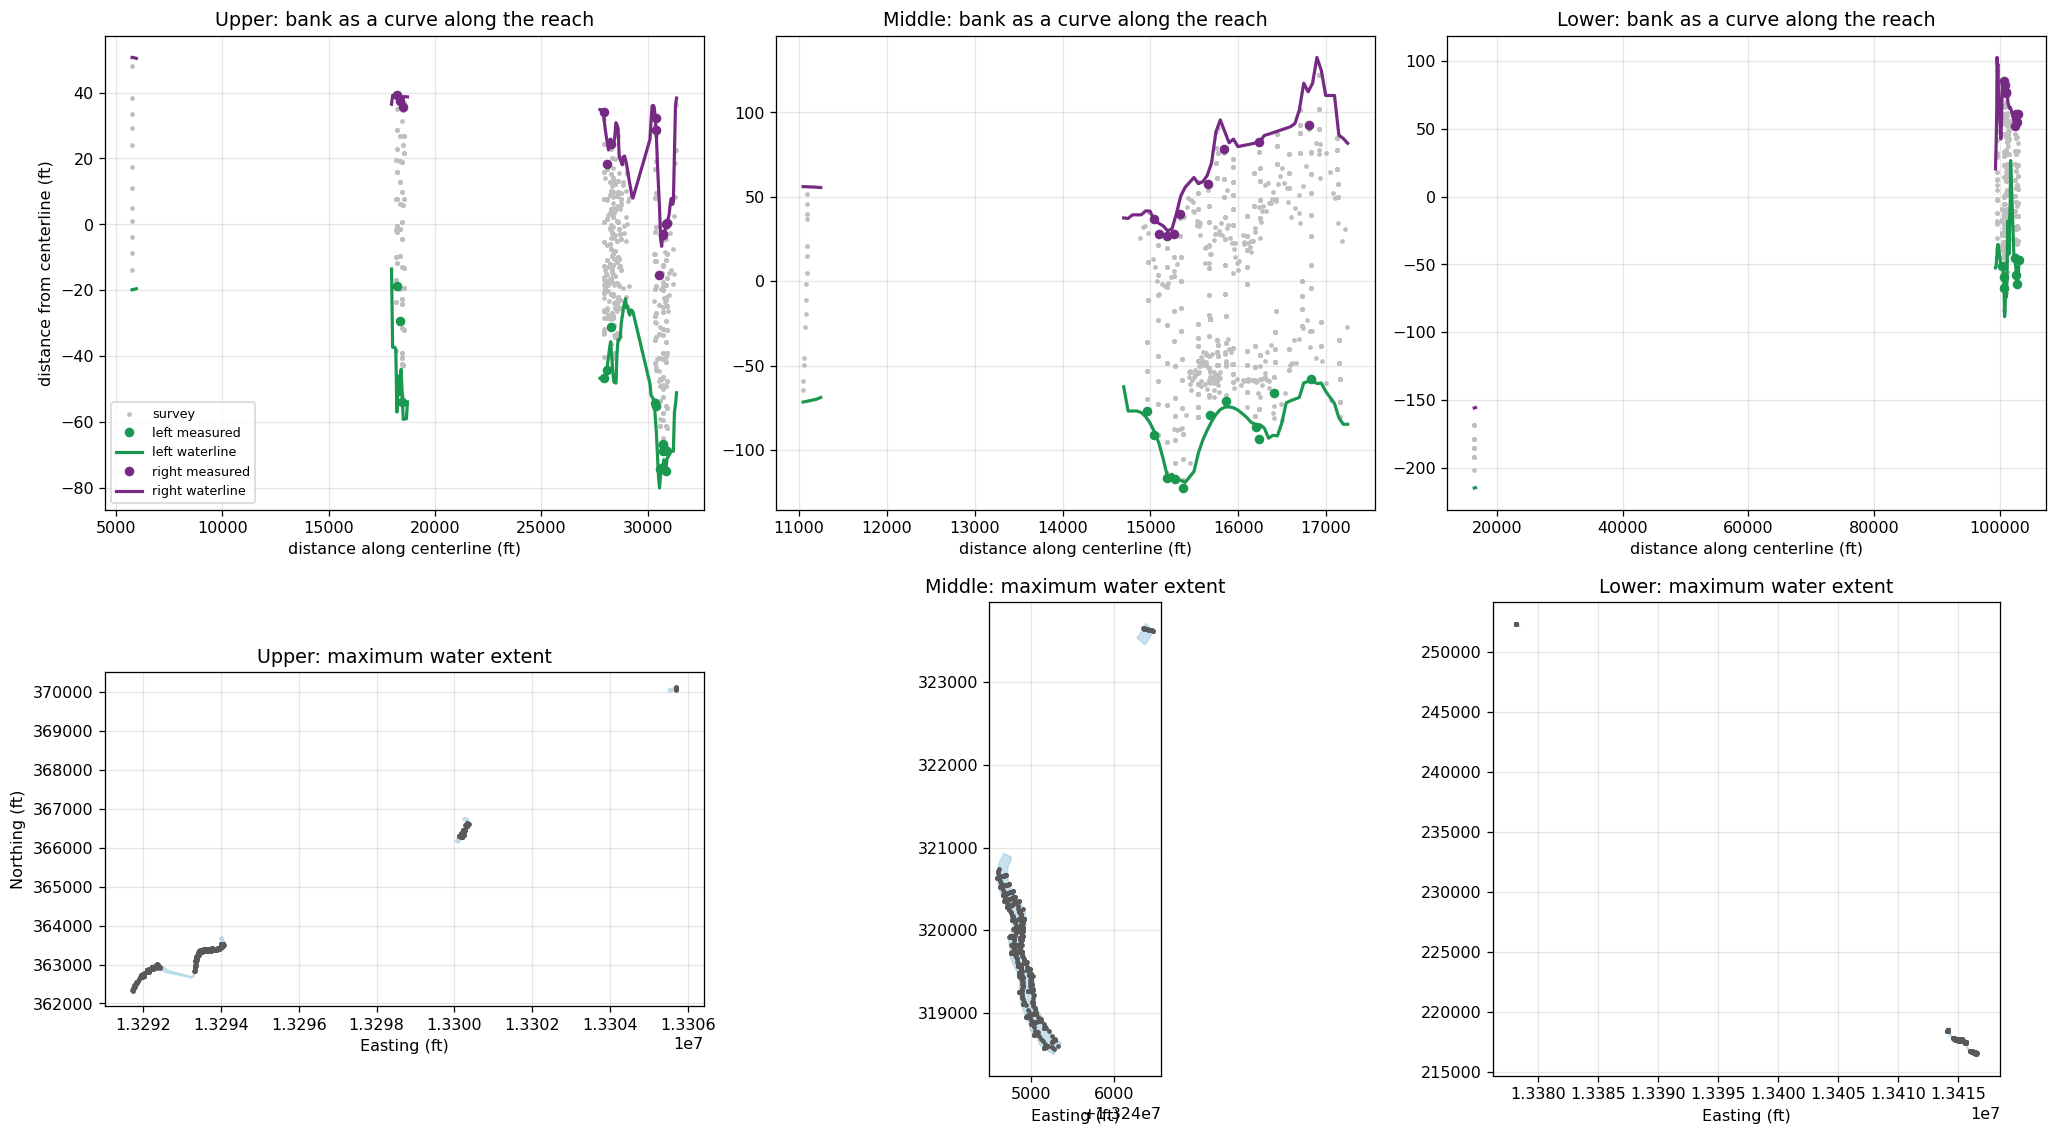 Upper: bank as a curve along the reach
Middle: bank as a curve along the reach
Lower: bank as a curve along the reach
distance from centerline (ft)
40
20
0
−20
−40
−60
−80
survey
left measured
left waterline
right measured
right waterline
5000 10000 15000 20000 25000 30000
distance along centerline (ft)
100
50
0
−50
−100
11000 12000 13000 14000 15000 16000 17000
distance along centerline (ft)
100
50
0
−50
−100
−150
−200
20000 40000 60000 80000 100000
distance along centerline (ft)
Upper: maximum water extent
Northing (ft)
370000
369000
368000
367000
366000
365000
364000
363000
362000
1.3292 1.3294 1.3296 1.3298 1.3300 1.3302 1.3304 1.3306
1e7
Easting (ft)
Middle: maximum water extent
323000
322000
321000
320000
319000
5000 6000
Easting (ft)
+1.324e7
Lower: maximum water extent
250000
245000
240000
235000
230000
225000
220000
215000
1.3380 1.3385 1.3390 1.3395 1.3400 1.3405 1.3410 1.3415
1e7
Easting (ft)